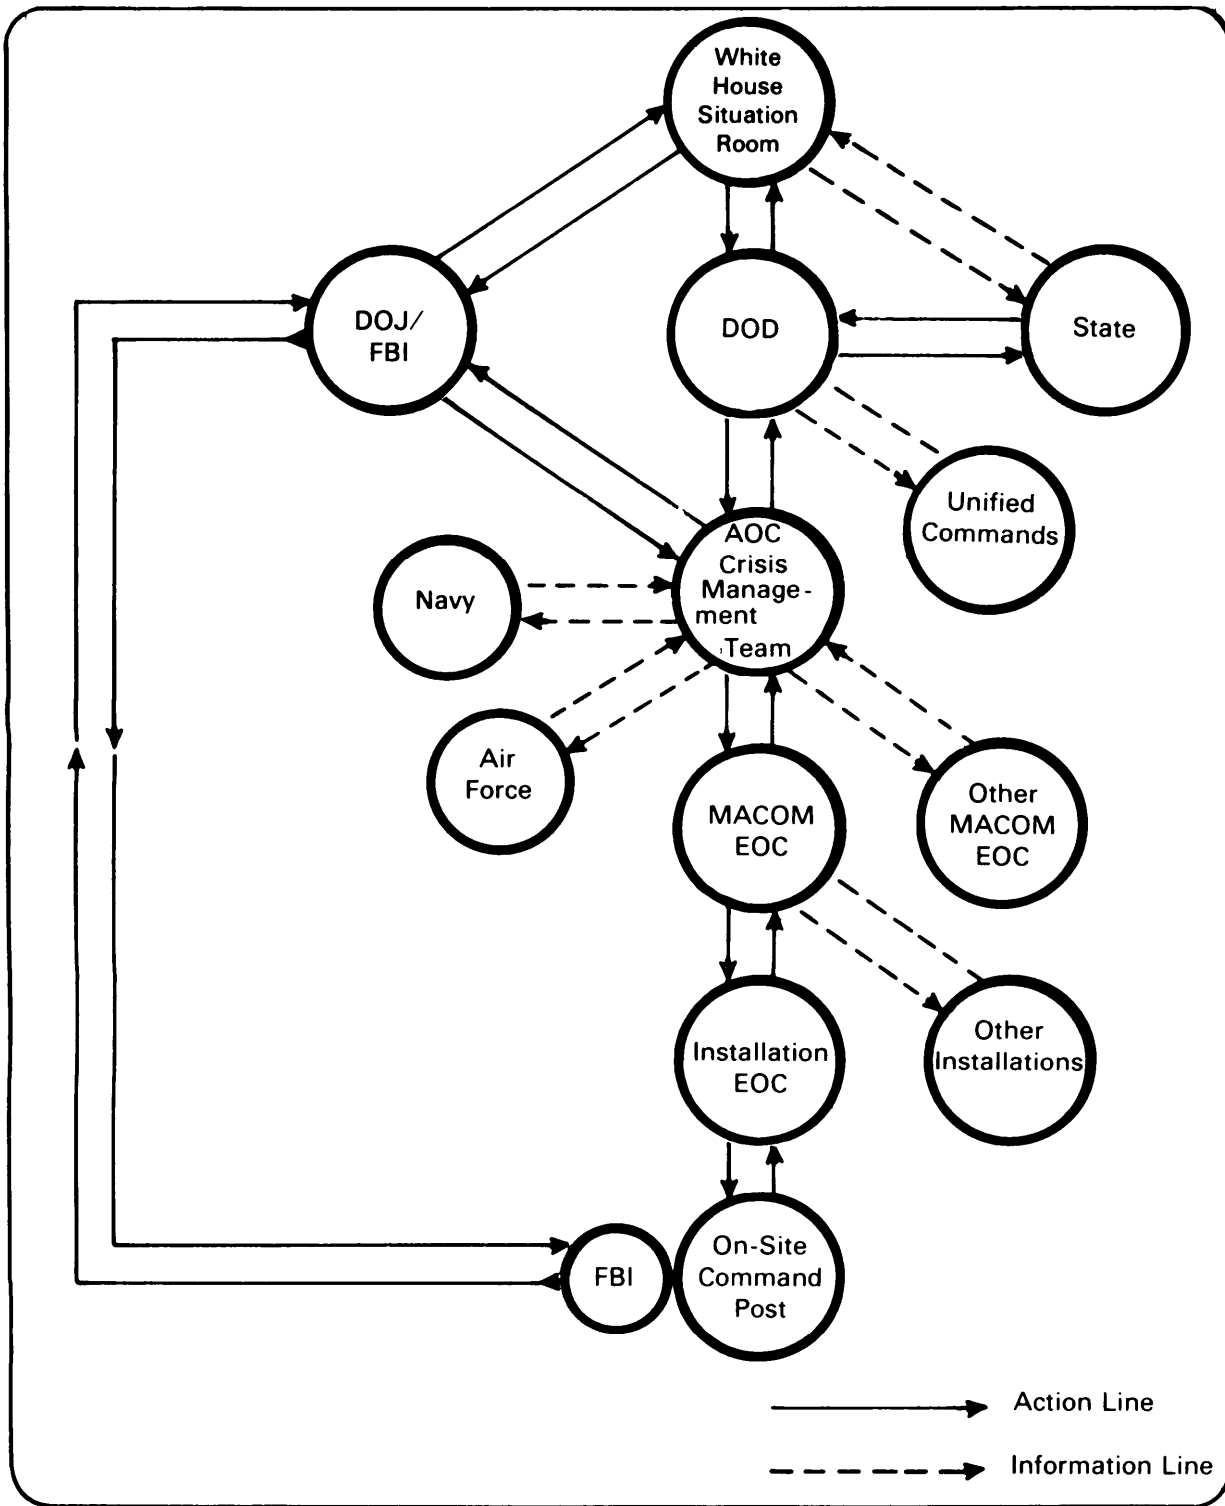 White
House
Situation
Room
DOJ/
FBI
DOD
State
Unified
Commands
AOC
Crisis
Manage-
ment
Team
Navy
Air
Force
MACOM
EOC
Other
MACOM
EOC
Installation
EOC
Other
Installations
FBI
On-Site
Command
Post
Action Line
Information Line